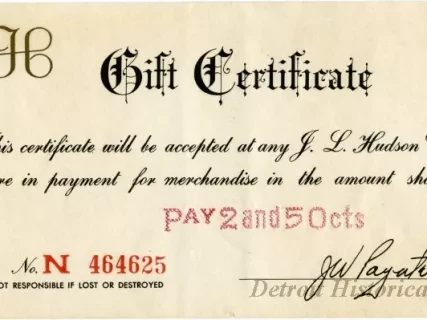 H
Gift Certificate
his certificate will be accepted at any J. L. Hudson
re in payment for merchandise in the amount sh
PAY 2 and 50 cts
No. N 464625
OT RESPONSIBLE IF LOST OR DESTROYED
Detroit Historica